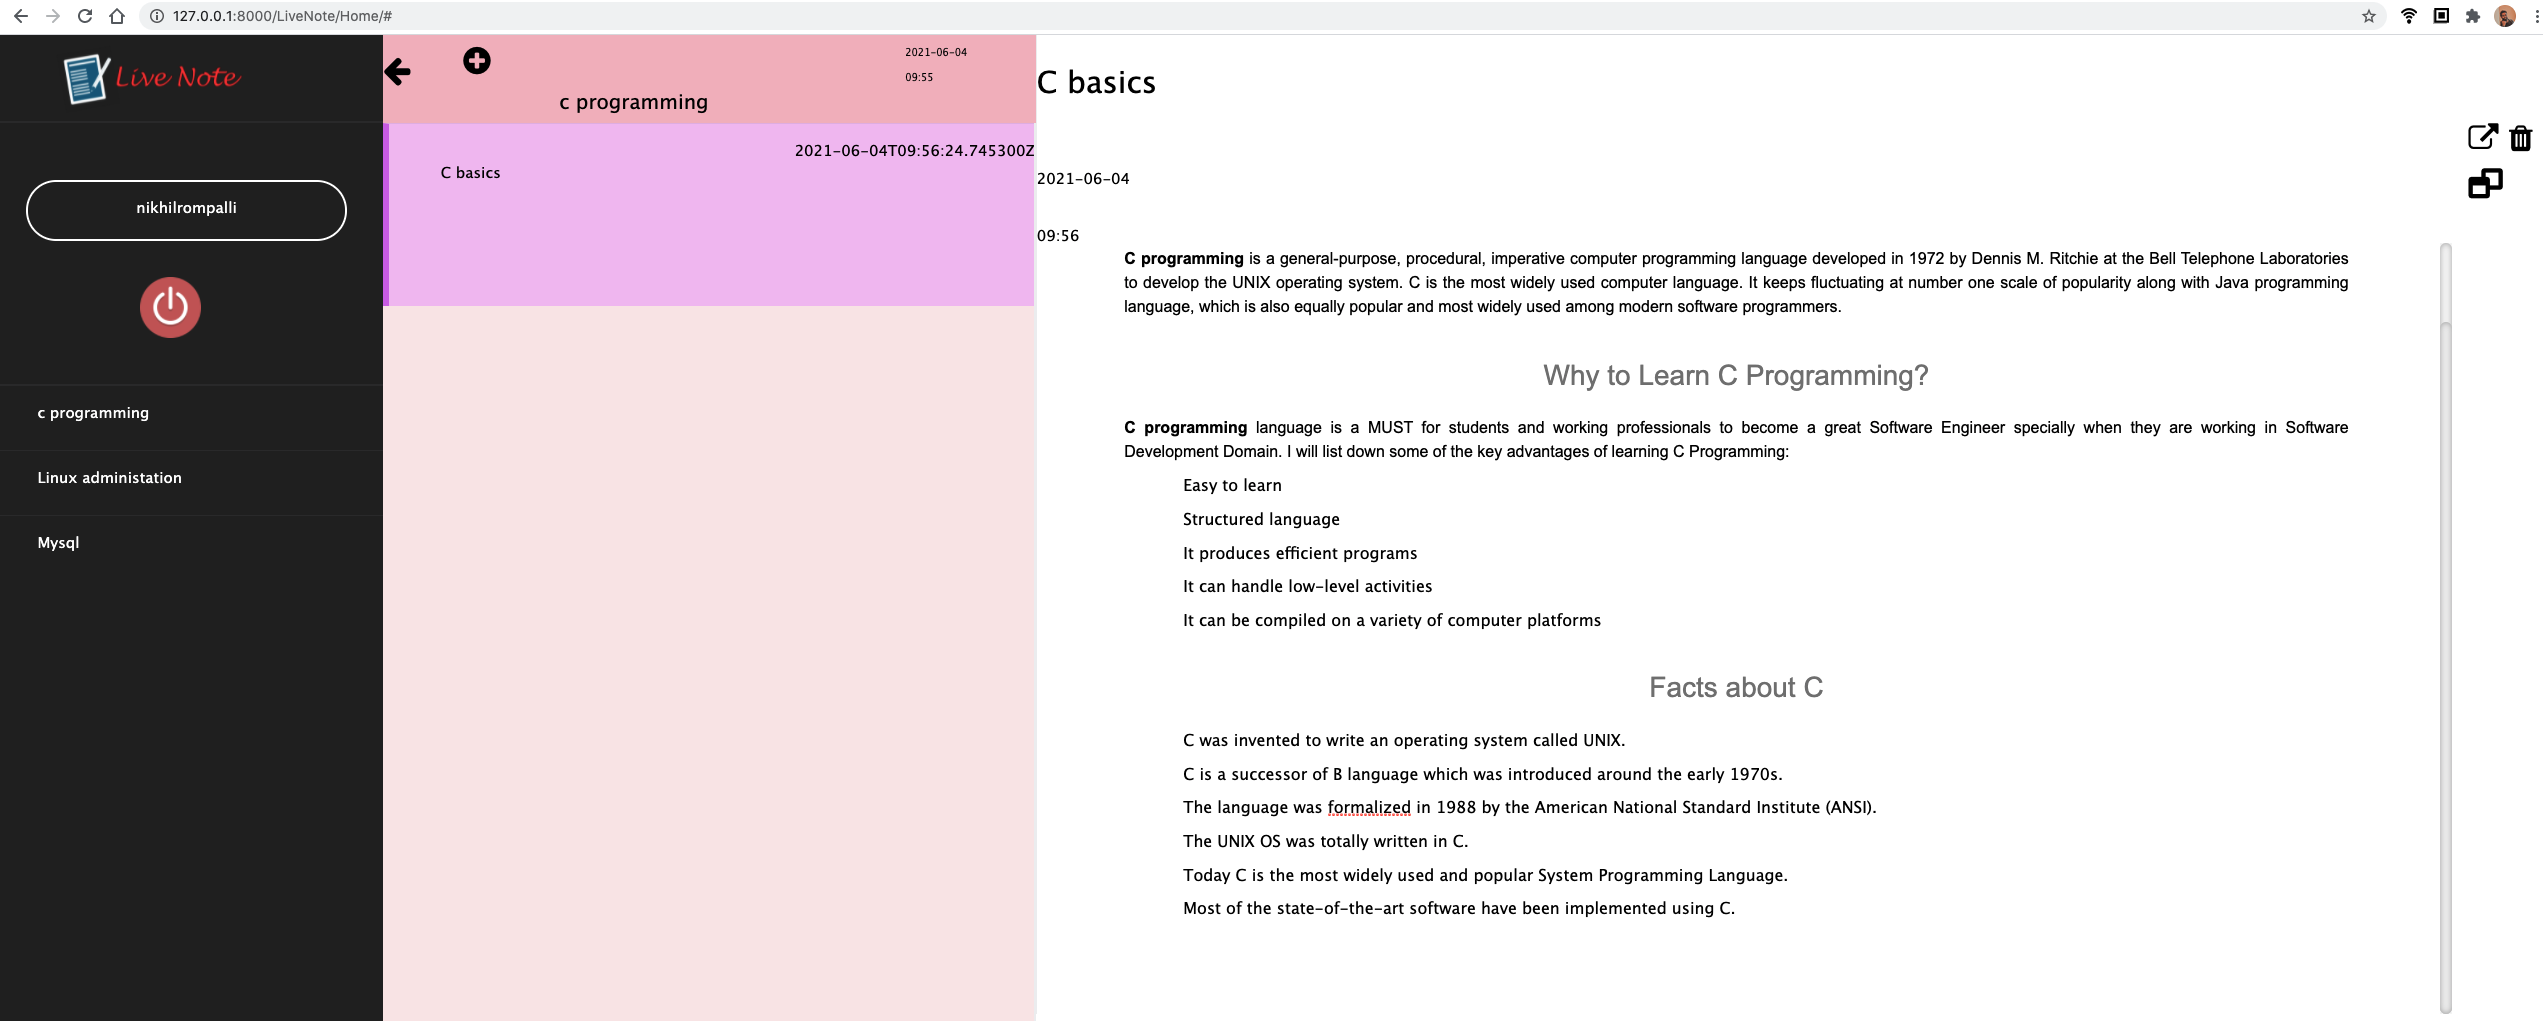 127.0.0.1:8000/LiveNote/Home/#
Live Note
nikhilrompalli
c programming
Linux administation
Mysql
2021-06-04
09:55
c programming
2021-06-04T09:56:24.745300Z
C basics
C basics
2021-06-04
09:56
C programming is a general-purpose, procedural, imperative computer programming language developed in 1972 by Dennis M. Ritchie at the Bell Telephone Laboratories
to develop the UNIX operating system. C is the most widely used computer language. It keeps fluctuating at number one scale of popularity along with Java programming
language, which is also equally popular and most widely used among modern software programmers.
Why to Learn C Programming?
C programming language is a MUST for students and working professionals to become a great Software Engineer specially when they are working in Software
Development Domain. I will list down some of the key advantages of learning C Programming:
Easy to learn
Structured language
It produces efficient programs
It can handle low-level activities
It can be compiled on a variety of computer platforms
Facts about C
C was invented to write an operating system called UNIX.
C is a successor of B language which was introduced around the early 1970s.
The language was formalized in 1988 by the American National Standard Institute (ANSI).
The UNIX OS was totally written in C.
Today C is the most widely used and popular System Programming Language.
Most of the state-of-the-art software have been implemented using C.